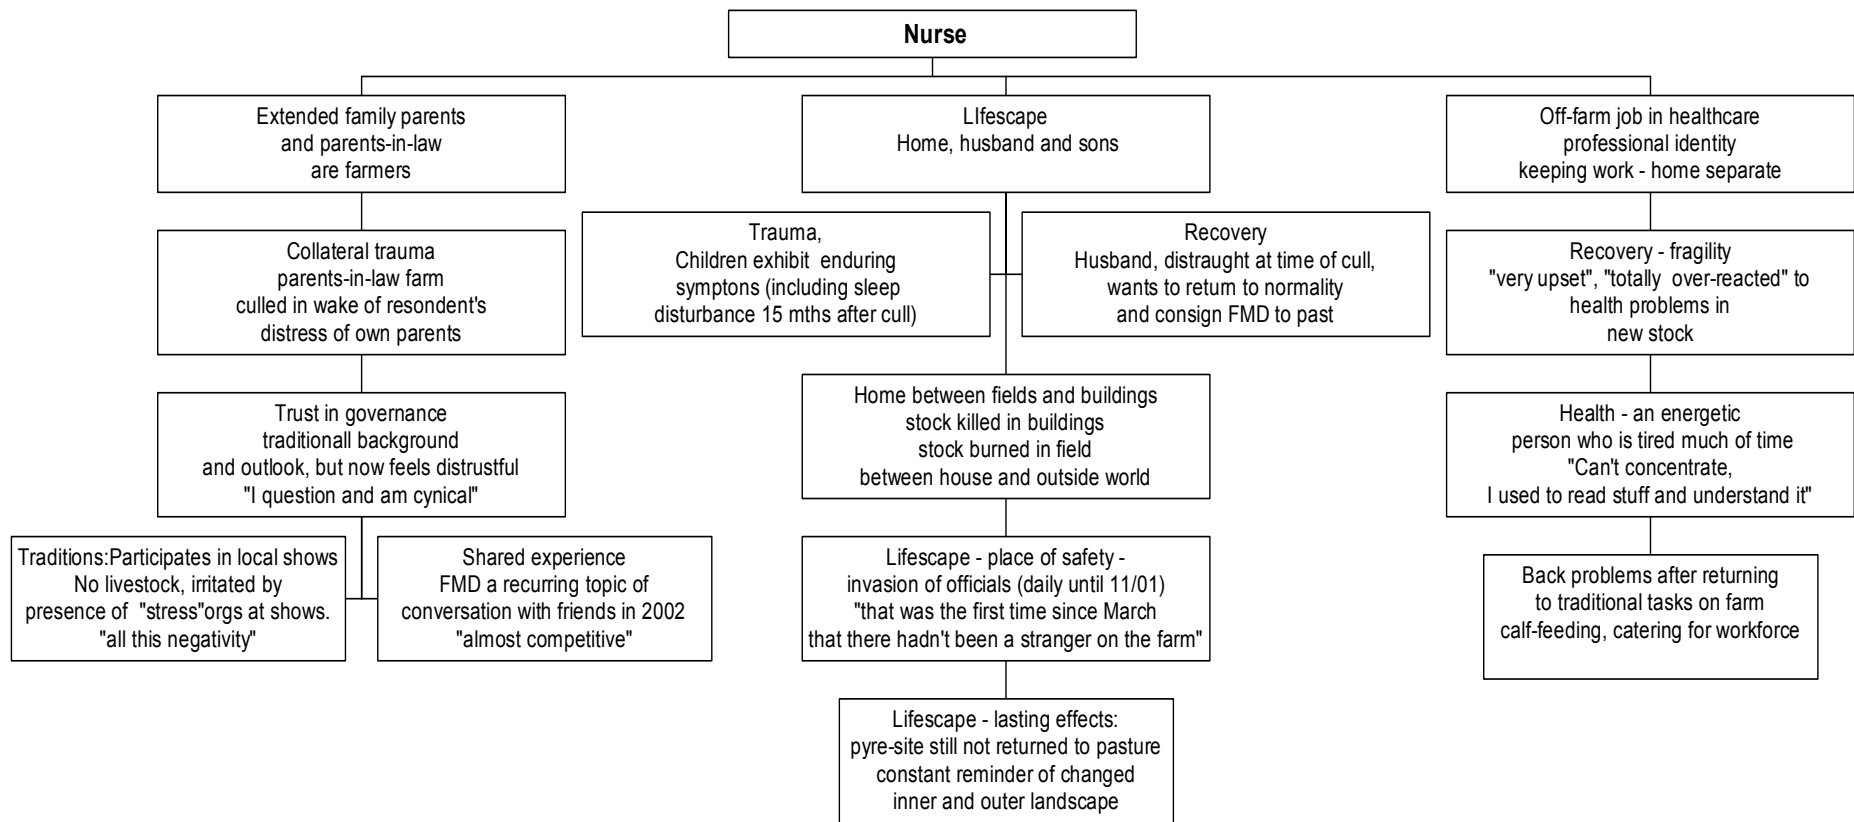 Nurse
Extended family parents
and parents-in-law
are farmers
LIfescape
Home, husband and sons
Off-farm job in healthcare
professional identity
keeping work - home separate
Collateral trauma
parents-in-law farm
culled in wake of resondent's
distress of own parents
Trauma,
Children exhibit enduring
symptons (including sleep
disturbance 15 mths after cull)
Recovery
Husband, distraught at time of cull,
wants to return to normality
and consign FMD to past
Recovery - fragility
"very upset", "totally over-reacted" to
health problems in
new stock
Trust in governance
traditionall background
and outlook, but now feels distrustful
"I question and am cynical"
Home between fields and buildings
stock killed in buildings
stock burned in field
between house and outside world
Health - an energetic
person who is tired much of time
"Can't concentrate,
I used to read stuff and understand it"
Traditions:Participates in local shows
No livestock, irritated by
presence of "stress"orgs at shows.
"all this negativity"
Shared experience
FMD a recurring topic of
conversation with friends in 2002
"almost competitive"
Lifescape - place of safety -
invasion of officials (daily until 11/01)
"that was the first time since March
that there hadn't been a stranger on the farm"
Back problems after returning
to traditional tasks on farm
calf-feeding, catering for workforce
Lifescape - lasting effects:
pyre-site still not returned to pasture
constant reminder of changed
inner and outer landscape